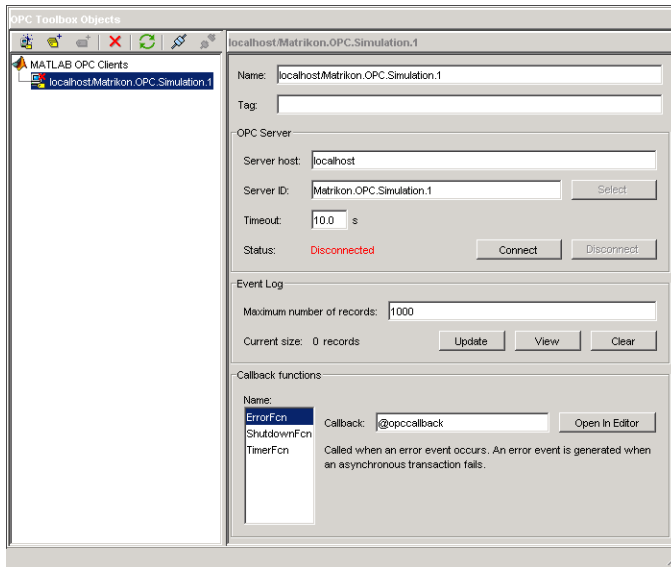 OPC Toolbox Objects
localhost/Matrikon.OPC.Simulation.1
MATLAB OPC Clients
localhost/Matrikon.OPC.Simulation.1
Name: localhost/Matrikon.OPC.Simulation.1
Tag:
OPC Server
Server host: localhost
Server ID: Matrikon.OPC.Simulation.1 Select
Timeout: 10.0 s
Status: Disconnected Connect Disconnect
Event Log
Maximum number of records: 1000
Current size: 0 records Update View Clear
Callback functions
Name:
ErrorFcn
ShutdownFcn
TimerFcn
Callback: @opccallback Open In Editor
Called when an error event occurs. An error event is generated when
an asynchronous transaction fails.